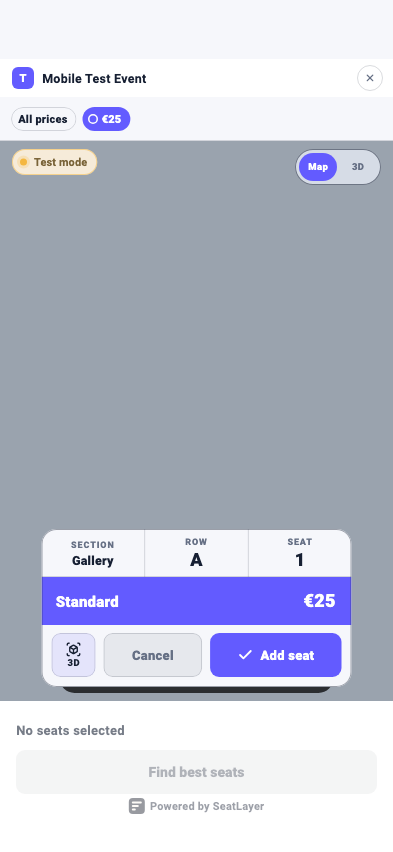 T Mobile Test Event
All prices €25
Test mode
Map 3D
SECTION ROW SEAT
Gallery A 1
Standard €25
3D Cancel Add seat
No seats selected
Find best seats
Powered by SeatLayer